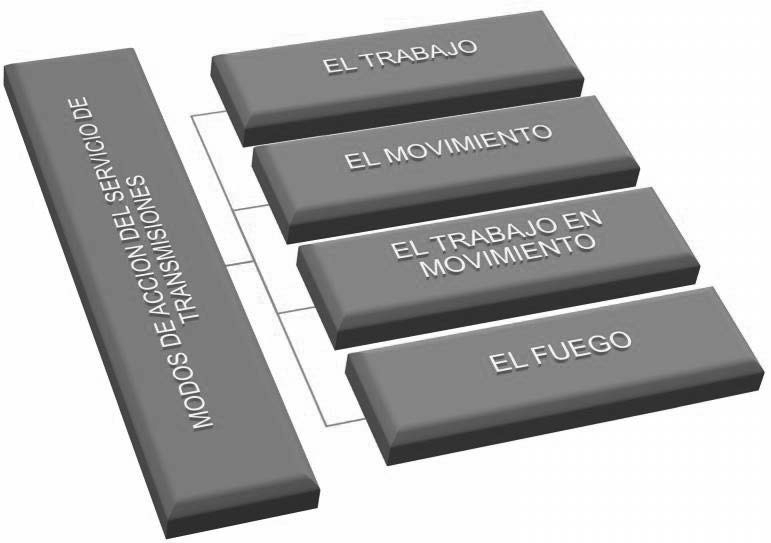 MODOS DE ACCION DEL SERVICIO DE
TRANSMISIONES
EL TRABAJO
EL MOVIMIENTO
EL TRABAJO EN
MOVIMIENTO
EL FUEGO